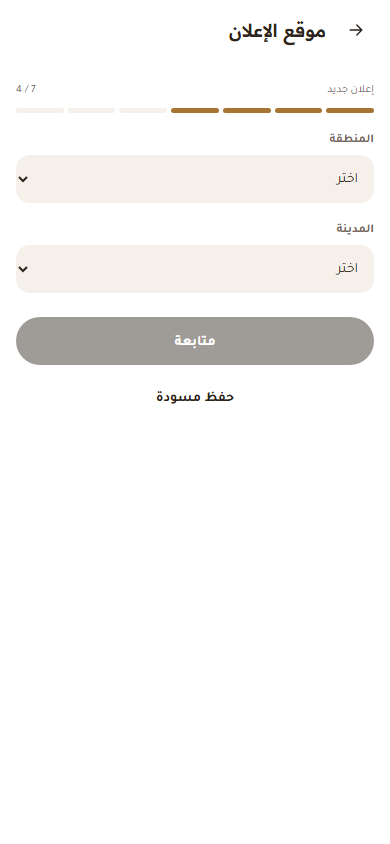 موقع الإعلان
إعلان جديد
4 / 7
المنطقة
اختر
المدينة
اختر
متابعة
حفظ مسودة